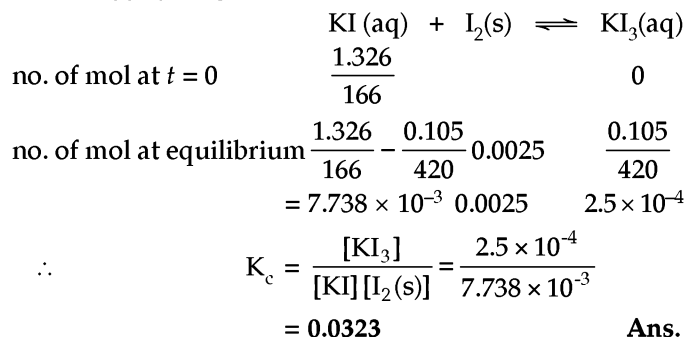 KI (aq) + I₂(s) ⇌ KI₃(aq)
no. of mol at t = 0 1.326/166 0
no. of mol at equilibrium 1.326/166 − 0.105/420 0.0025 0.105/420
= 7.738 × 10⁻³ 0.0025 2.5 × 10⁻⁴
∴ K_c = [KI₃]/[KI][I₂(s)] = 2.5 × 10⁻⁴/7.738 × 10⁻³
= 0.0323 Ans.